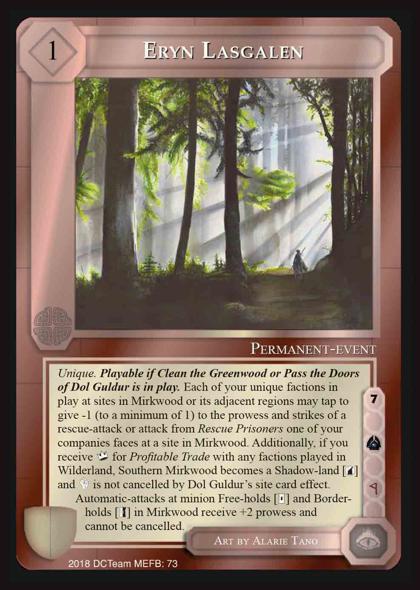 1
ERYN LASGALEN
PERMANENT-EVENT
Unique. Playable if Clean the Greenwood or Pass the Doors
of Dol Guldur is in play. Each of your unique factions in
play at sites in Mirkwood or its adjacent regions may tap to
give -1 (to a minimum of 1) to the prowess and strikes of a
rescue-attack or attack from Rescue Prisoners one of your
companies faces at a site in Mirkwood. Additionally, if you
receive for Profitable Trade with any factions played in
Wilderland, Southern Mirkwood becomes a Shadow-land [ ]
and is not cancelled by Dol Guldur's site card effect.
Automatic-attacks at minion Free-holds [ ] and Border-
holds [ ] in Mirkwood receive +2 prowess and
cannot be cancelled.
7
ART BY ALARIE TANO
2018 DCTeam MEFB: 73